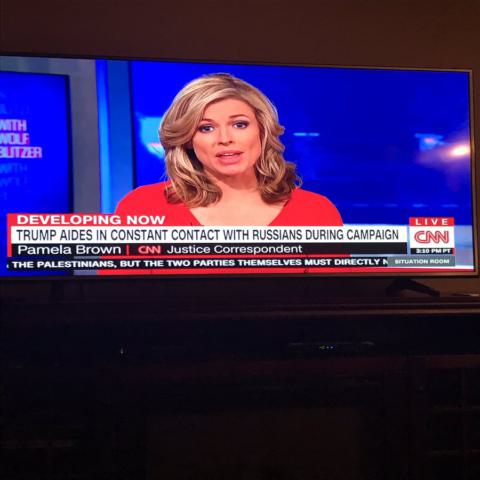 WITH
WOLF
BLITZER
WITH
DEVELOPING NOW
TRUMP AIDES IN CONSTANT CONTACT WITH RUSSIANS DURING CAMPAIGN
Pamela Brown | CNN Justice Correspondent
LIVE
CNN
3:10 PM PT
THE PALESTINIANS, BUT THE TWO PARTIES THEMSELVES MUST DIRECTLY N
SITUATION ROOM